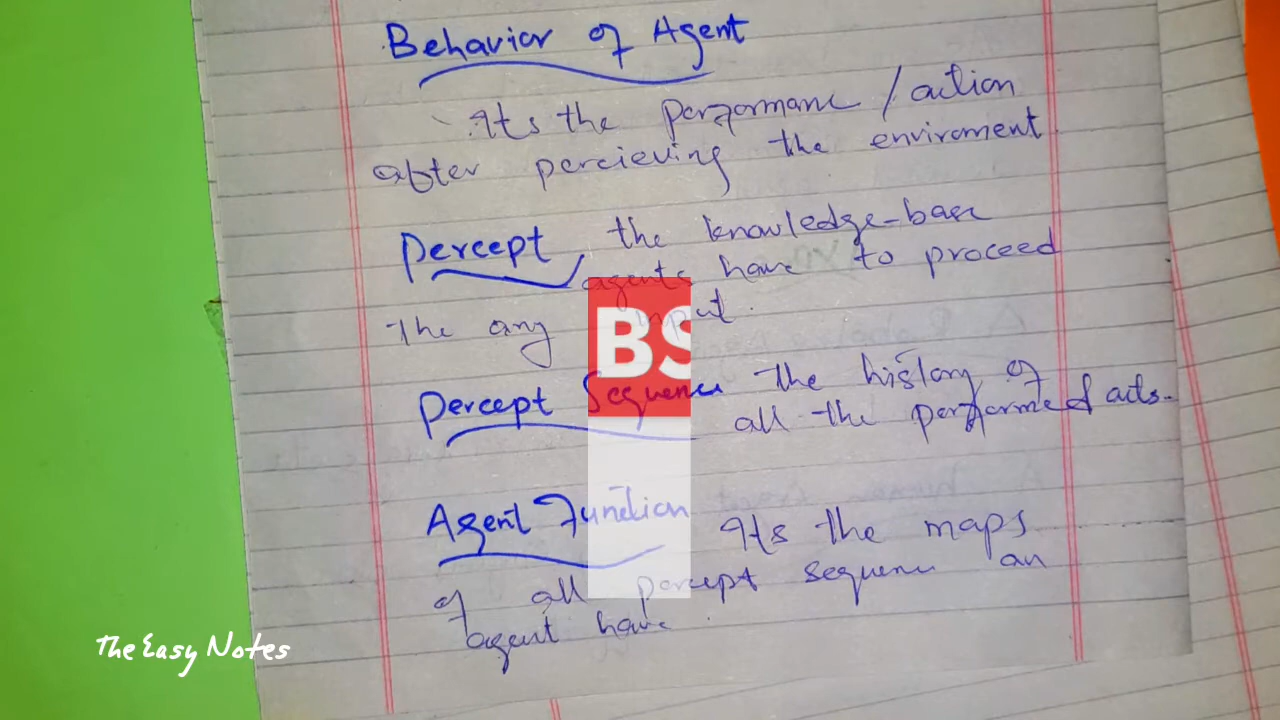 Behavior of Agent
Its the performanc / action
after percieving the enviroment
Percept, the knowledge-base
agents have to proceed
The any input.
Percept Sequence The history of
all the performed acts.
Agent Function Its the maps
of all percept sequence an
agent have.
BS
The Easy Notes